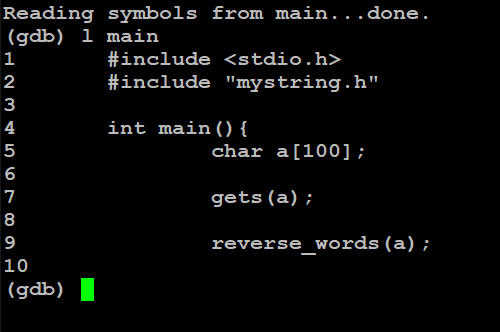 Reading symbols from main...done.
(gdb) l main
1       #include <stdio.h>
2       #include "mystring.h"
3
4       int main(){
5               char a[100];
6
7               gets(a);
8
9               reverse_words(a);
10
(gdb)